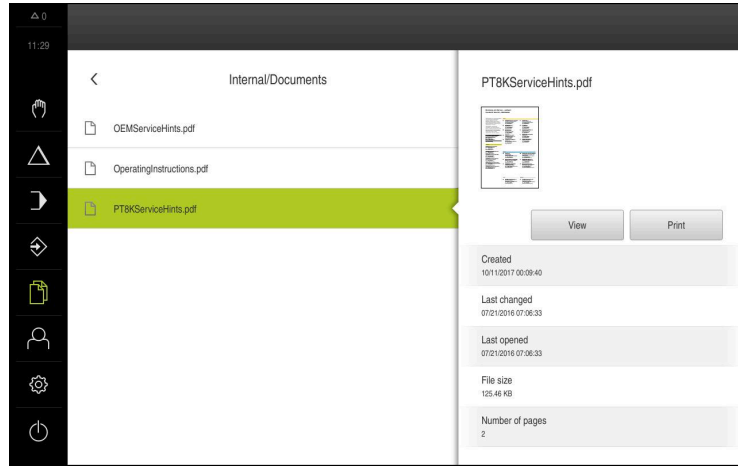 0
11:29
Internal/Documents
OEMServiceHints.pdf
OperatingInstructions.pdf
PT8KServiceHints.pdf
PT8KServiceHints.pdf
View
Print
Created
10/11/2017 00:09:40
Last changed
07/21/2016 07:06:33
Last opened
07/21/2016 07:06:33
File size
125.46 KB
Number of pages
2